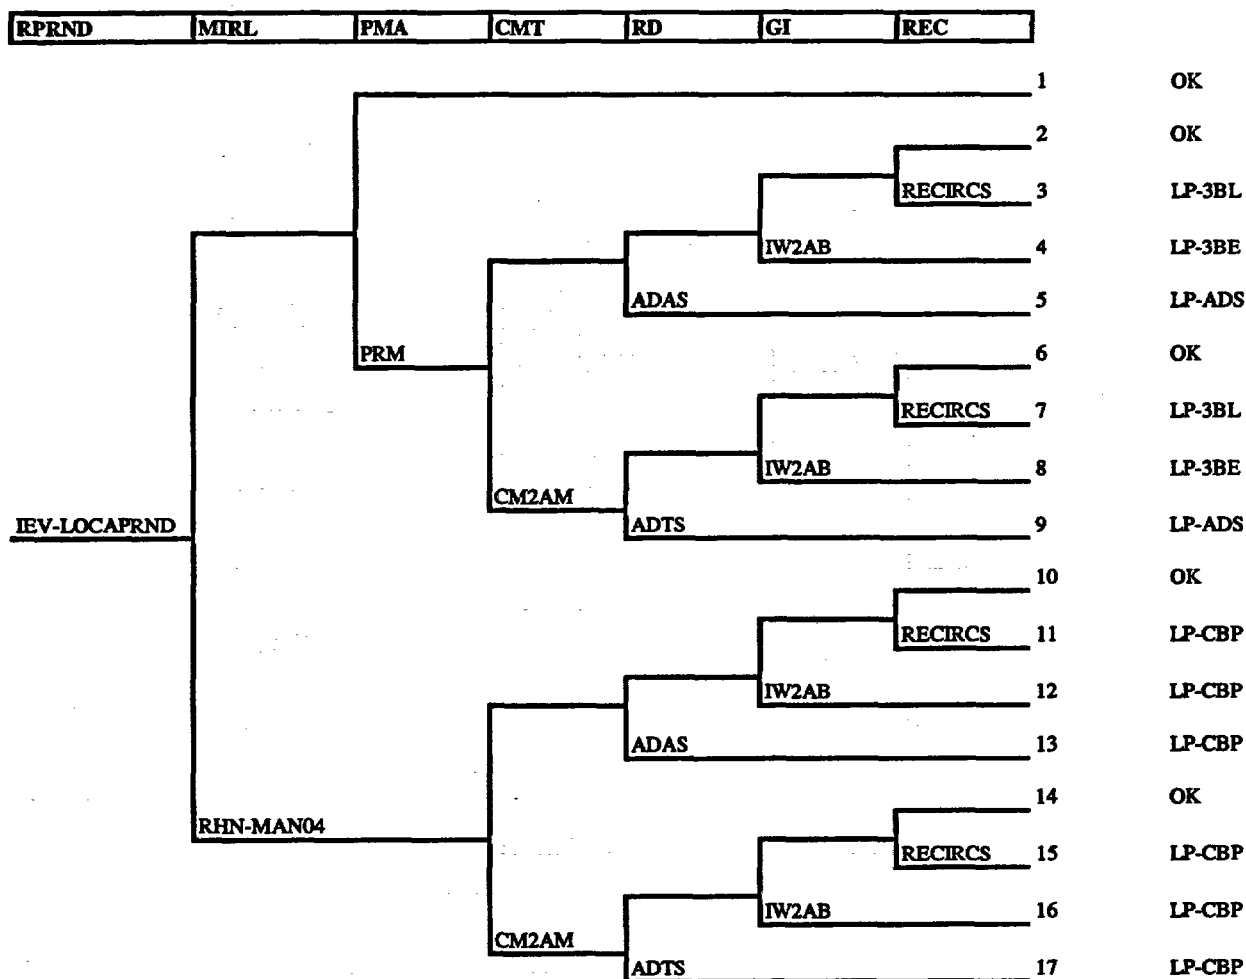 RPRND MIRL PMA CMT RD GI REC
1 OK
2 OK
RECIRCS 3 LP-3BL
IW2AB 4 LP-3BE
ADAS 5 LP-ADS
PRM 6 OK
RECIRCS 7 LP-3BL
IW2AB 8 LP-3BE
CM2AM
IEV-LOCAPRND ADTS 9 LP-ADS
10 OK
RECIRCS 11 LP-CBP
IW2AB 12 LP-CBP
ADAS 13 LP-CBP
14 OK
RHN-MAN04
RECIRCS 15 LP-CBP
IW2AB 16 LP-CBP
CM2AM
ADTS 17 LP-CBP